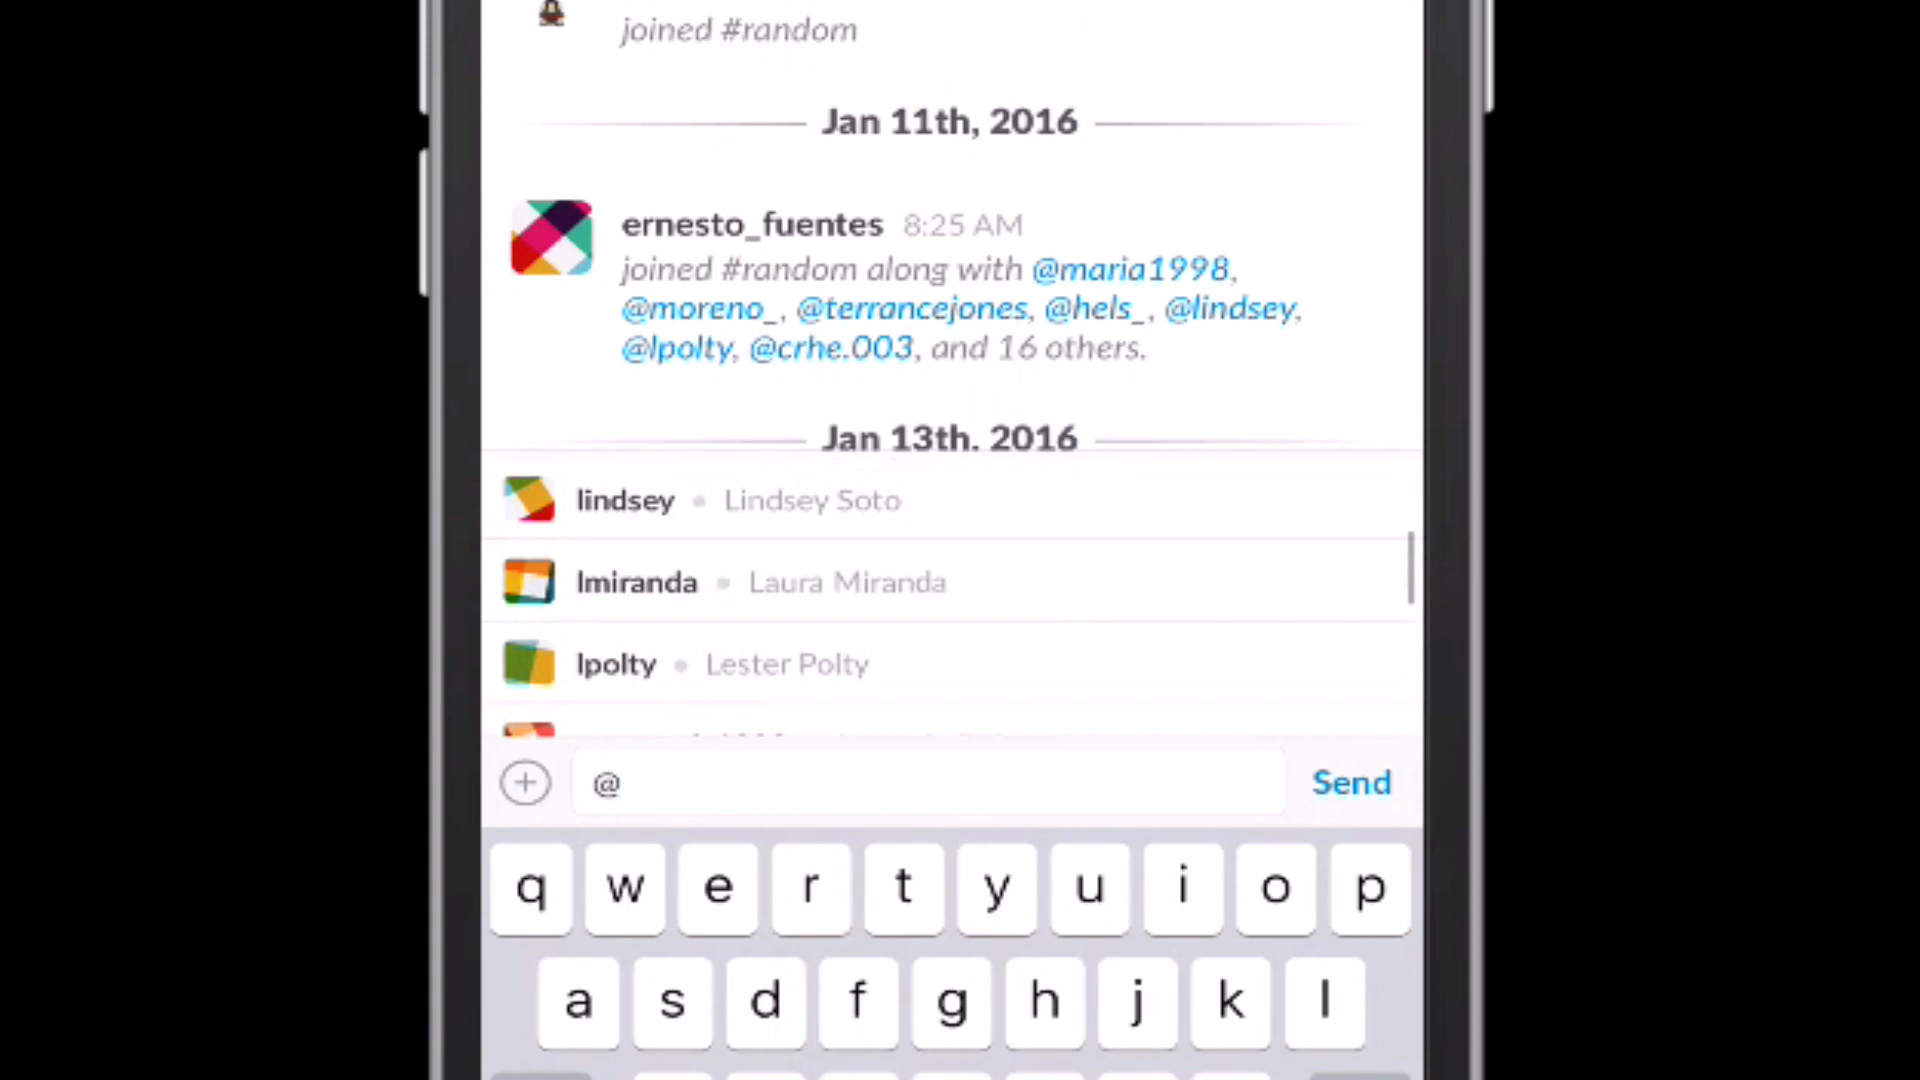 joined #random
Jan 11th, 2016
ernesto_fuentes 8:25 AM
joined #random along with @maria1998,
@moreno_, @terrancejones, @hels_, @lindsey,
@lpolty, @crhe.003, and 16 others.
Jan 13th, 2016
lindsey • Lindsey Soto
lmiranda • Laura Miranda
lpolty • Lester Polty
@ Send
q w e r t y u i o p
a s d f g h j k l